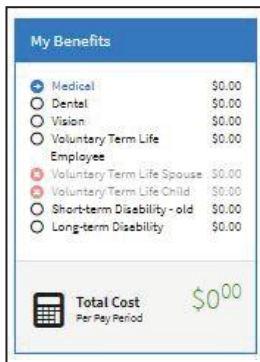 My Benefits
Medical $0.00
Dental $0.00
Vision $0.00
Voluntary Term Life $0.00
Employee
Voluntary Term Life Spouse $0.00
Voluntary Term Life Child $0.00
Short-term Disability - old $0.00
Long-term Disability $0.00
Total Cost $0.00
Per Pay Period